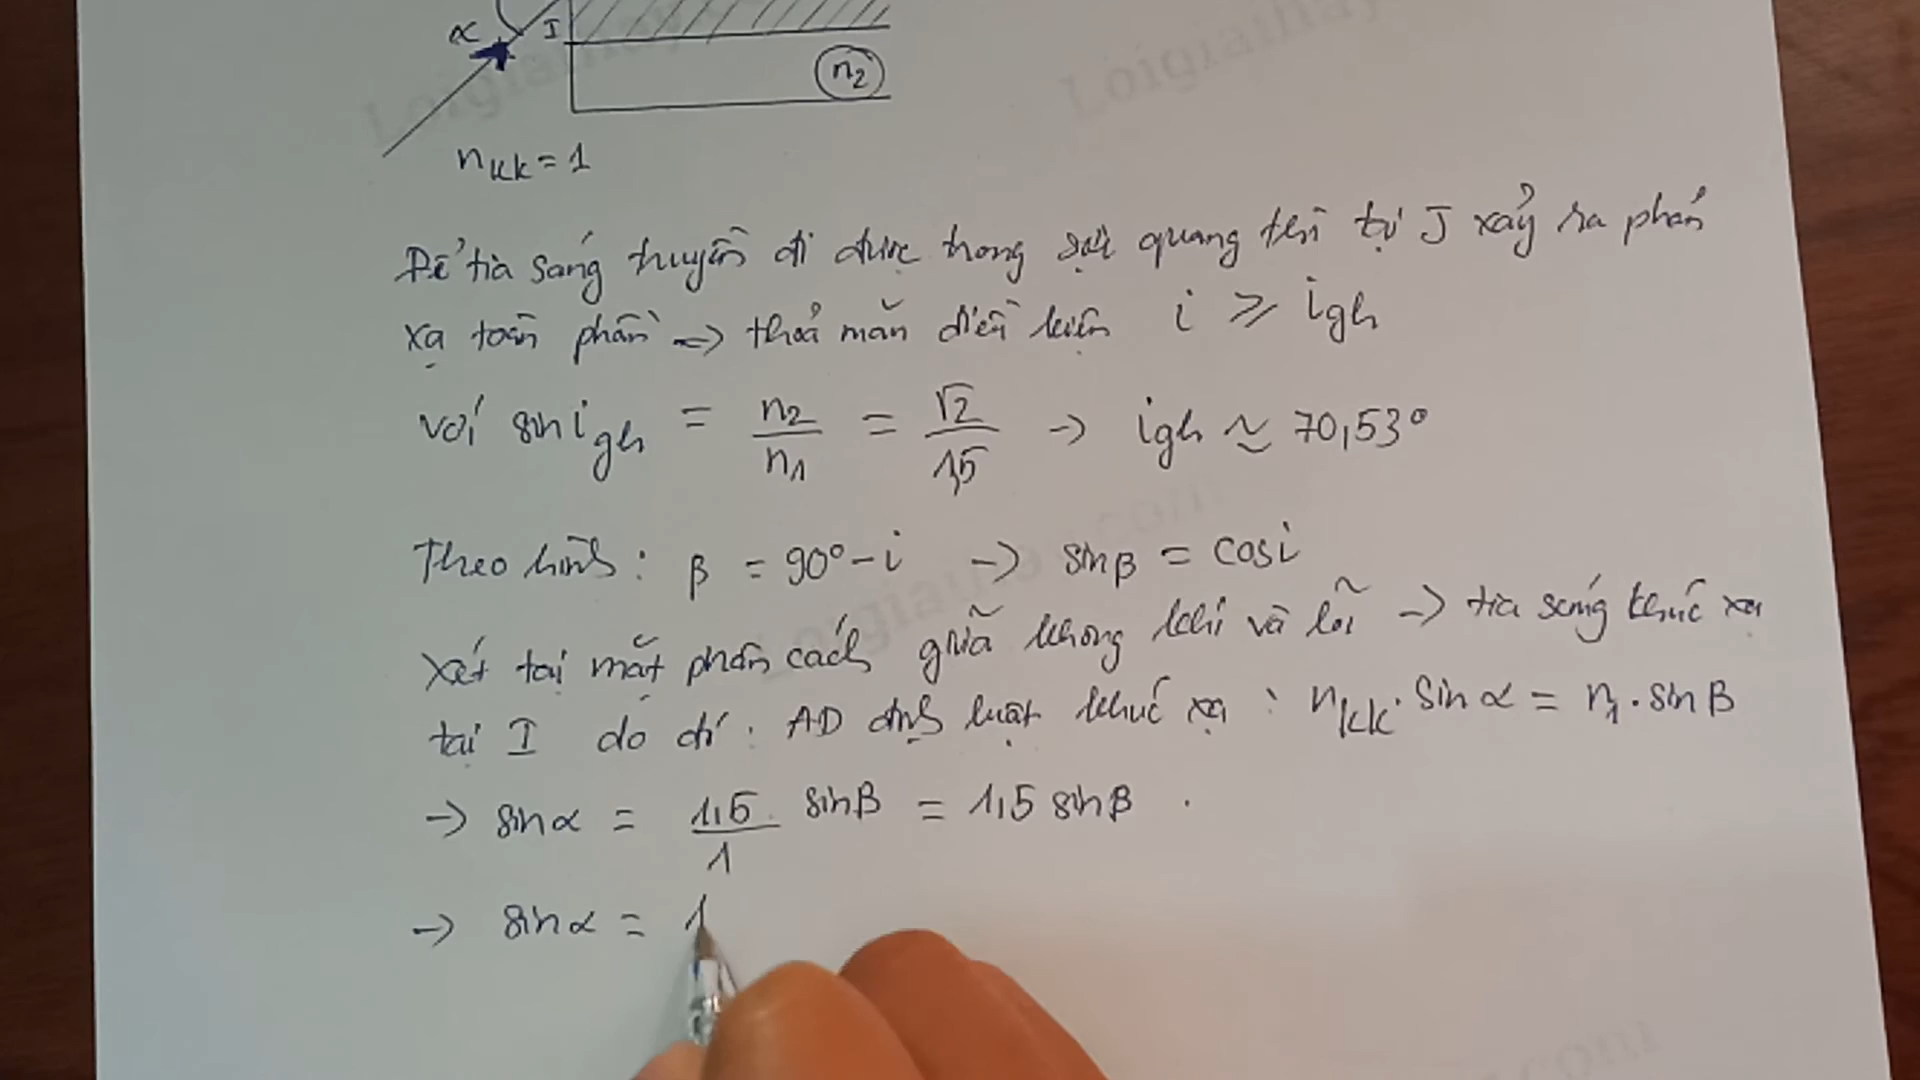 α I
n₂
nₖₖ = 1
Để tia sáng truyền đi được trong sợi quang thì tại J xảy ra phản
xạ toàn phần => thoả mãn điều kiện i ⩾ igh
với sin igh = n₂/n₁ = √2/1,5 -> igh ≈ 70,53°
Theo hình: β = 90° - i -> sinβ = cosi
Xét tại mặt phân cách giữa không khí và lõi -> tia sáng khúc xạ
tại I do đó: AD định luật khúc xạ: nₖₖ. sin α = n₁. sin β
-> sin α = 1,5/1 . sinβ = 1,5 sinβ .
-> sin α = 1
Loigiaihay
Loigiaihay
Loigiaihay.com